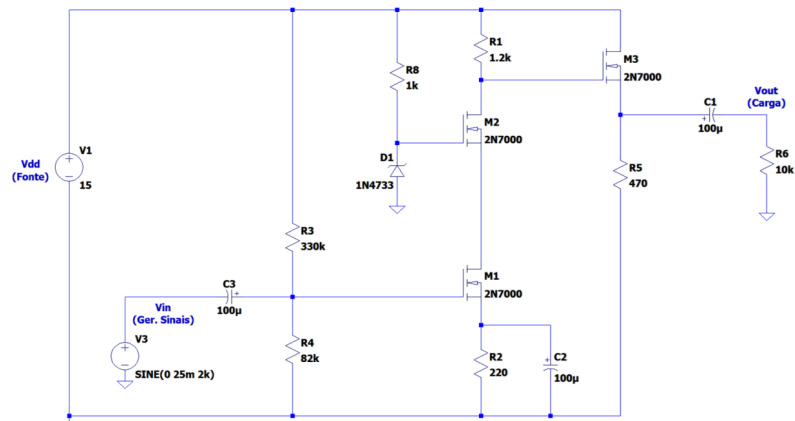 R1
1.2k
M3
2N7000
R8
1k
Vout
(Carga)
C1
+
100µ
M2
2N7000
V1
+
-
15
Vdd
(Fonte)
D1
1N4733
R5
470
R6
10k
R3
330k
M1
2N7000
C3
+
100µ
Vin
(Ger. Sinais)
V3
+
-
SINE(0 25m 2k)
R4
82k
R2
220
C2
+
100µ